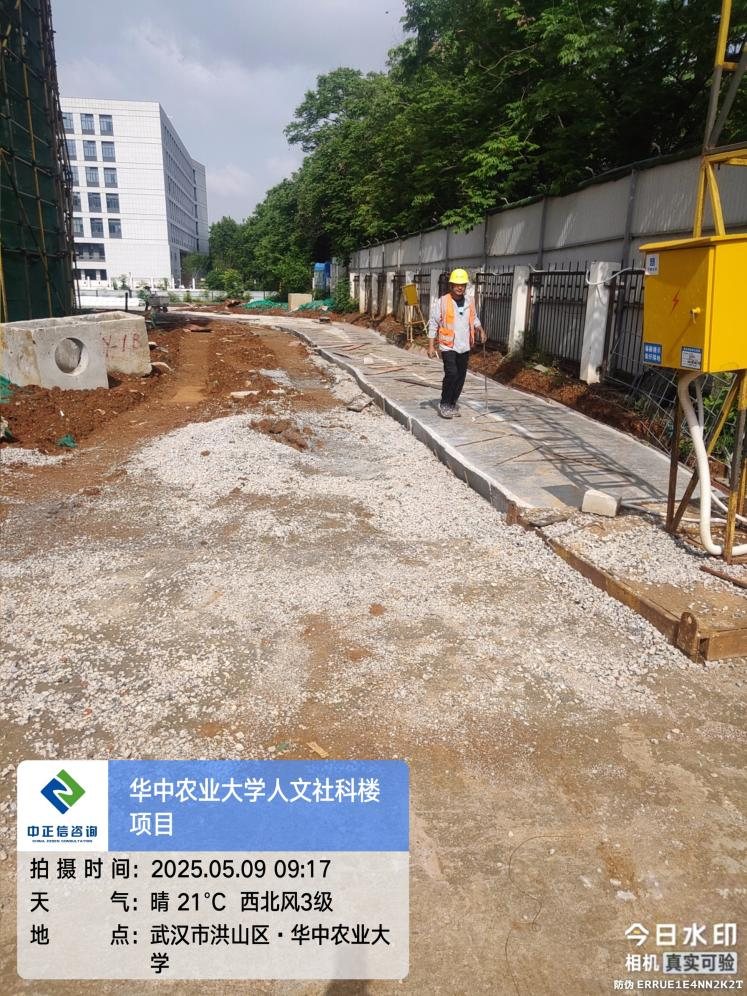 中正信咨询
华中农业大学人文社科楼
项目
拍摄时间：2025.05.09 09:17
天气：晴 21℃ 西北风3级
地点：武汉市洪山区·华中农业大
学
今日水印
相机 真实可验
防伪 ERRUE1E4NN2K2T